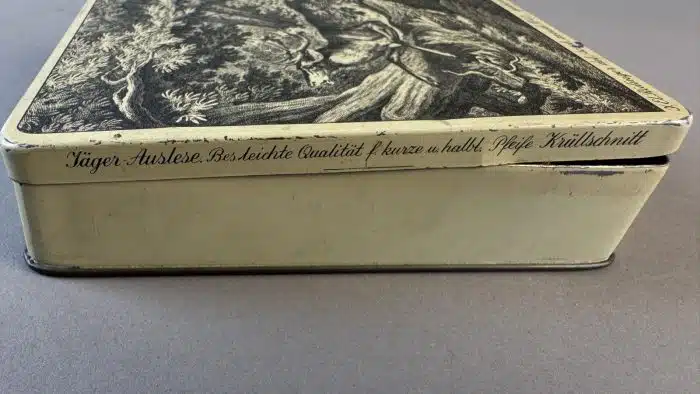 Jäger-Auslese. Bes. leichte Qualität f. kurze u. halbl. Pfeife Krüllschnitt